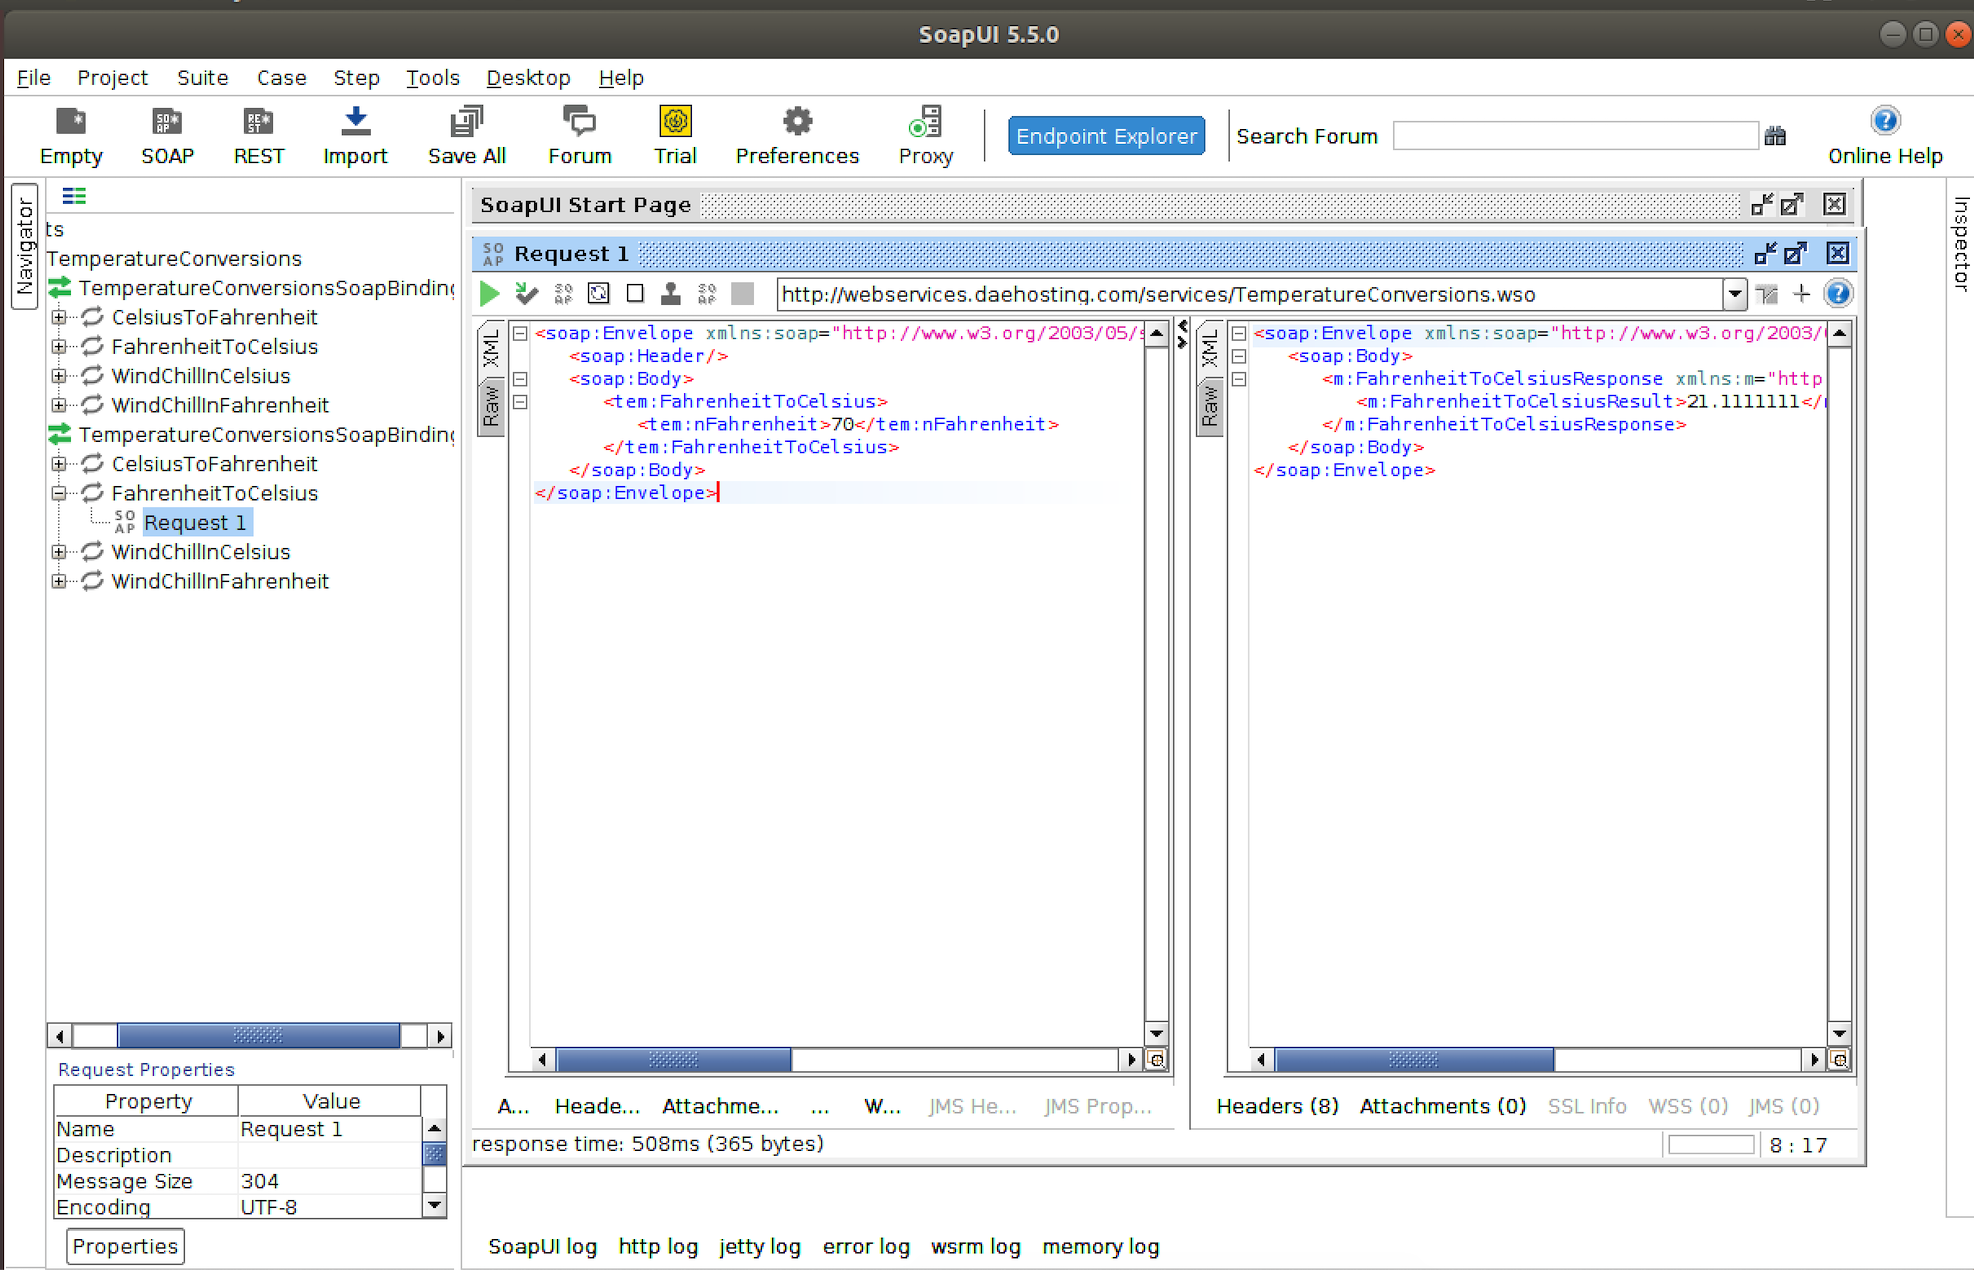 SoapUI 5.5.0
File Project Suite Case Step Tools Desktop Help
Empty SOAP REST Import Save All Forum Trial Preferences Proxy Endpoint Explorer Search Forum Online Help
Navigator
ts
TemperatureConversions
TemperatureConversionsSoapBinding
CelsiusToFahrenheit
FahrenheitToCelsius
WindChillInCelsius
WindChillInFahrenheit
TemperatureConversionsSoapBinding
CelsiusToFahrenheit
FahrenheitToCelsius
SOAP Request 1
WindChillInCelsius
WindChillInFahrenheit
Request Properties
Property Value
Name Request 1
Description
Message Size 304
Encoding UTF-8
Properties
SoapUI Start Page
SOAP Request 1
http://webservices.daehosting.com/services/TemperatureConversions.wso
XML
Raw
<soap:Envelope xmlns:soap="http://www.w3.org/2003/05/s
<soap:Header/>
<soap:Body>
<tem:FahrenheitToCelsius>
<tem:nFahrenheit>70</tem:nFahrenheit>
</tem:FahrenheitToCelsius>
</soap:Body>
</soap:Envelope>
A... Heade... Attachme... ... W... JMS He... JMS Prop...
XML
Raw
<soap:Envelope xmlns:soap="http://www.w3.org/2003/
<soap:Body>
<m:FahrenheitToCelsiusResponse xmlns:m="http
<m:FahrenheitToCelsiusResult>21.1111111</
</m:FahrenheitToCelsiusResponse>
</soap:Body>
</soap:Envelope>
Headers (8) Attachments (0) SSL Info WSS (0) JMS (0)
response time: 508ms (365 bytes)
8 : 17
SoapUI log http log jetty log error log wsrm log memory log
Inspector